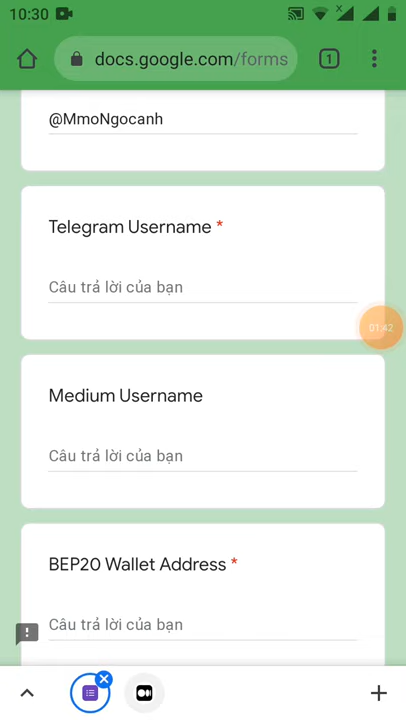 10:30
docs.google.com/forms
1
@MmoNgocanh
Telegram Username *
Câu trả lời của bạn
01:42
Medium Username
Câu trả lời của bạn
BEP20 Wallet Address *
Câu trả lời của bạn